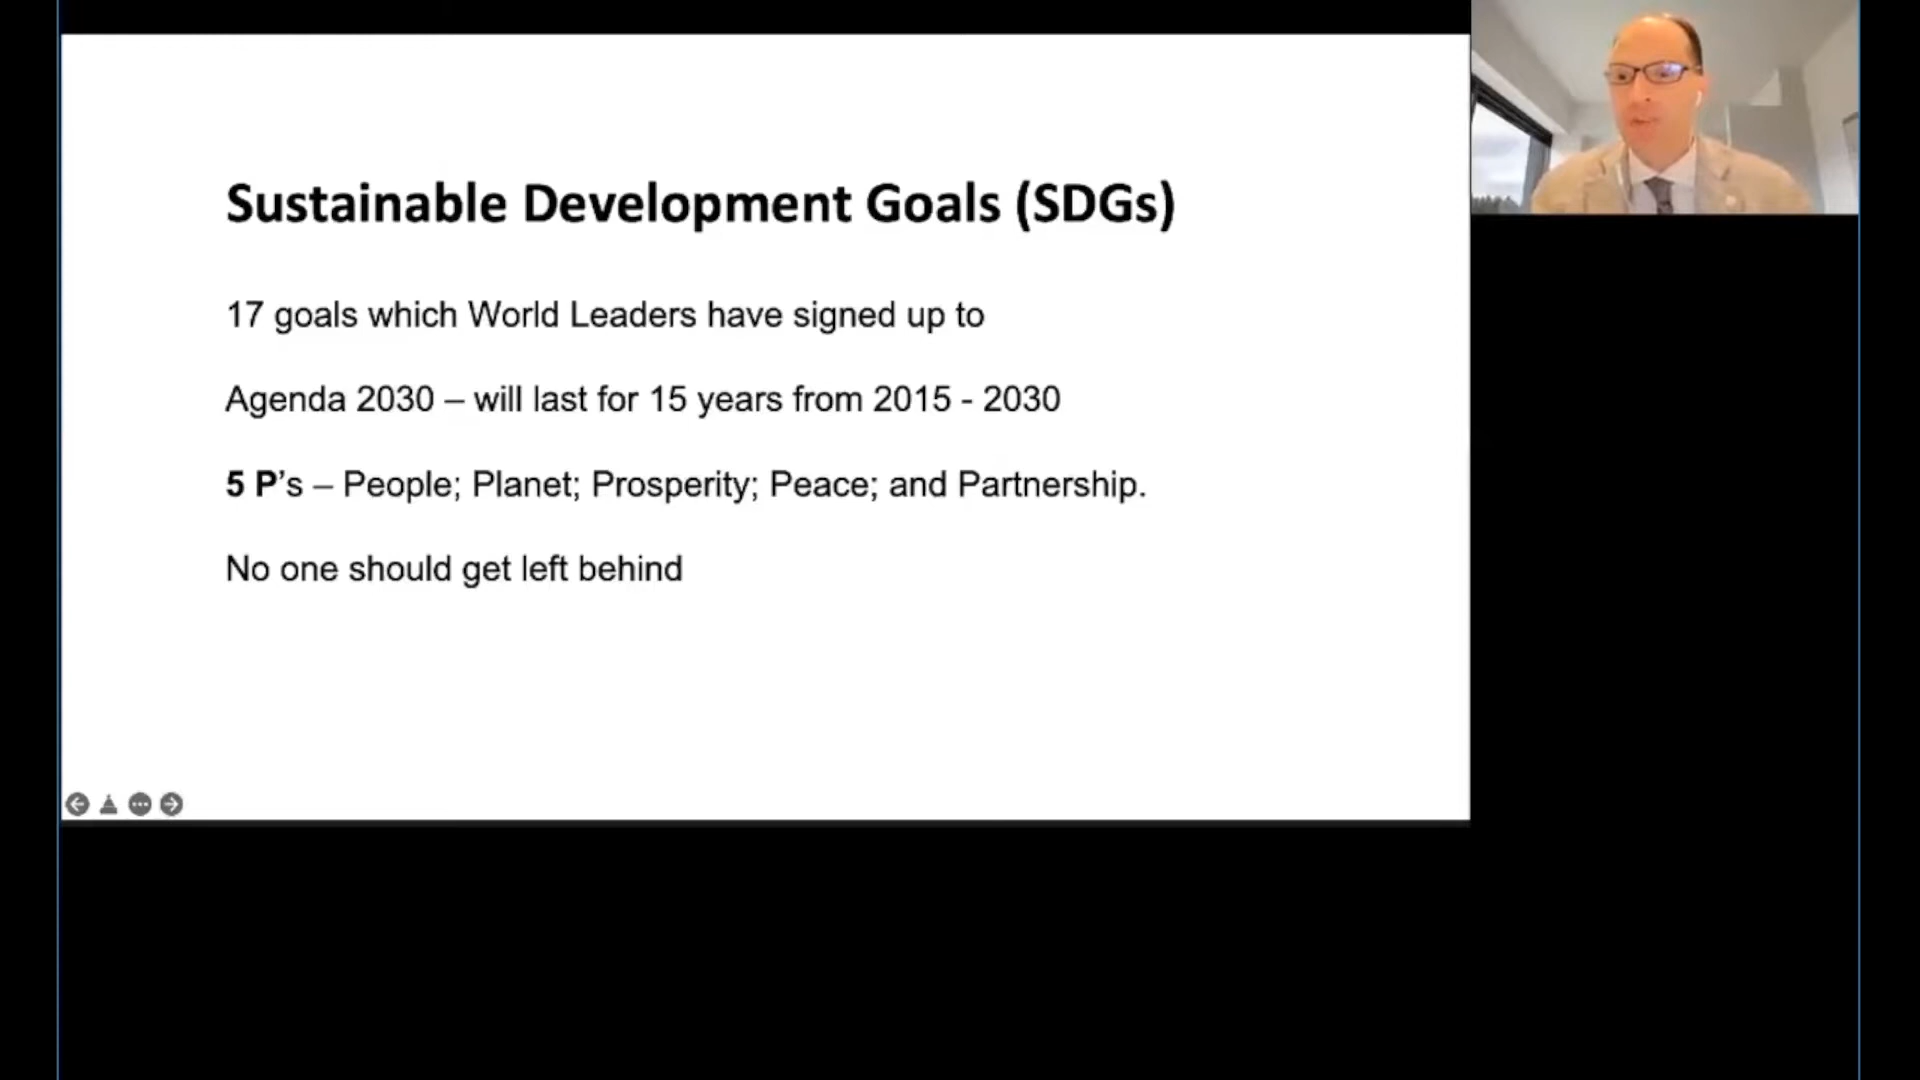 Sustainable Development Goals (SDGs)
17 goals which World Leaders have signed up to
Agenda 2030 – will last for 15 years from 2015 - 2030
5 P’s – People; Planet; Prosperity; Peace; and Partnership.
No one should get left behind